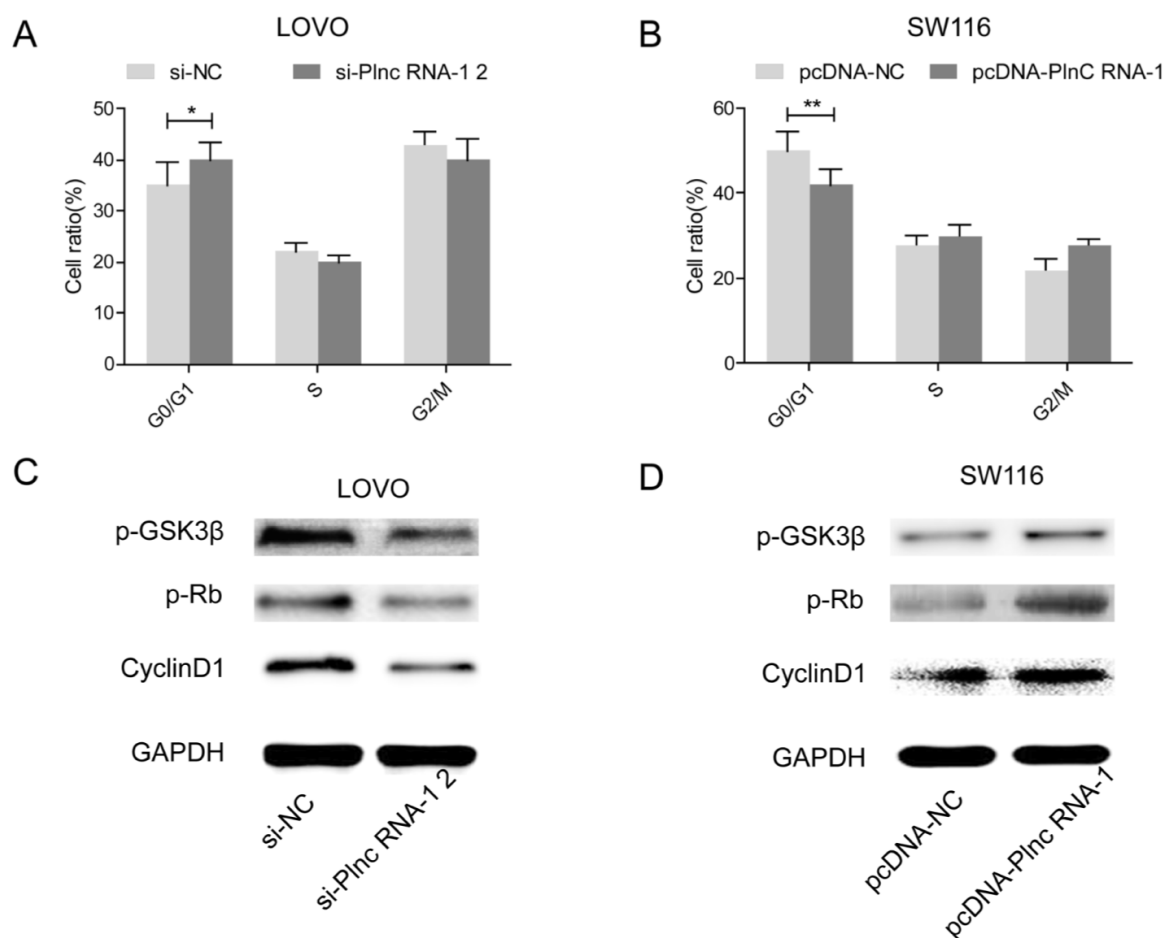 A
LOVO
si-NC
si-Plnc RNA-1 2
Cell ratio(%)
50
40
30
20
10
0
*
G0/G1
S
G2/M
B
SW116
pcDNA-NC
pcDNA-PlnC RNA-1
Cell ratio(%)
60
40
20
0
**
G0/G1
S
G2/M
C
LOVO
p-GSK3β
p-Rb
CyclinD1
GAPDH
si-NC
si-Plnc RNA-1 2
D
SW116
p-GSK3β
p-Rb
CyclinD1
GAPDH
pcDNA-NC
pcDNA-Plnc RNA-1